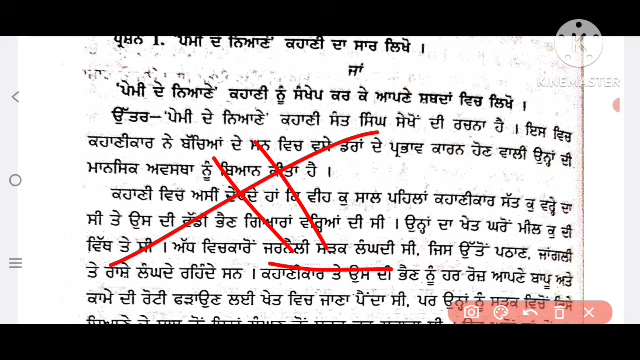 ਪ੍ਰਸ਼ਨ 1. 'ਪੇਮੀ ਦੇ ਨਿਆਣੇ' ਕਹਾਣੀ ਦਾ ਸਾਰ ਲਿਖੋ ।
ਜਾਂ
KINEMASTER
'ਪੇਮੀ ਦੇ ਨਿਆਣੇ' ਕਹਾਣੀ ਨੂੰ ਸੰਖੇਪ ਕਰ ਕੇ ਆਪਣੇ ਸ਼ਬਦਾਂ ਵਿਚ ਲਿਖੋ ।
ਉੱਤਰ—'ਪੇਮੀ ਦੇ ਨਿਆਣੇ' ਕਹਾਣੀ ਸੰਤ ਸਿੰਘ ਸੇਖੋਂ ਦੀ ਰਚਨਾ ਹੈ । ਇਸ ਵਿਚ
ਕਹਾਣੀਕਾਰ ਨੇ ਬੱਚਿਆਂ ਦੇ ਮਨ ਵਿਚ ਵਸੇ ਡਰਾਂ ਦੇ ਪ੍ਰਭਾਵ ਕਾਰਨ ਹੋਣ ਵਾਲੀ ਉਨ੍ਹਾਂ ਦੀ
ਮਾਨਸਿਕ ਅਵਸਥਾ ਨੂੰ ਬਿਆਨ ਕੀਤਾ ਹੈ ।
ਕਹਾਣੀ ਵਿਚ ਅਸੀਂ ਦੇਖਦੇ ਹਾਂ ਕਿ ਵੀਹ ਕੁ ਸਾਲ ਪਹਿਲਾਂ ਕਹਾਣੀਕਾਰ ਸੱਤ ਕੁ ਵਰ੍ਹੇ ਦਾ
ਸੀ ਤੇ ਉਸ ਦੀ ਵੱਡੀ ਭੈਣ ਗਿਆਰਾਂ ਵਰ੍ਹਿਆਂ ਦੀ ਸੀ । ਉਨ੍ਹਾਂ ਦਾ ਖੇਤ ਘਰੋਂ ਮੀਲ ਕੁ ਦੀ
ਵਿੱਥ ਤੇ ਸੀ । ਅੱਧ ਵਿਚਕਾਰੋਂ ਜਰਨੈਲੀ ਸੜਕ ਲੰਘਦੀ ਸੀ, ਜਿਸ ਉੱਤੋਂ ਪਠਾਣ, ਜਾਂਗਲੀ
ਤੇ ਰਾਸ਼ੇ ਲੰਘਦੇ ਰਹਿੰਦੇ ਸਨ । ਕਹਾਣੀਕਾਰ ਤੇ ਉਸ ਦੀ ਭੈਣ ਨੂੰ ਹਰ ਰੋਜ਼ ਆਪਣੇ ਬਾਪੂ ਅਤੇ
ਕਾਮੇ ਦੀ ਰੋਟੀ ਫੜਾਉਣ ਲਈ ਖੇਤ ਵਿਚ ਜਾਣਾ ਪੈਂਦਾ ਸੀ, ਪਰ ਉਨ੍ਹਾਂ ਨੂੰ ਸੜਕ ਵਿਚੋਂ